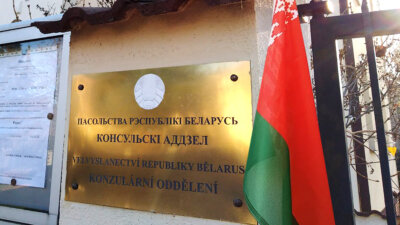 ПАСОЛЬСТВА РЭСПУБЛІКІ БЕЛАРУСЬ
КОНСУЛЬСКІ АДДЗЕЛ
VELVYSLANECTVÍ REPUBLIKY BĚLARUS
KONZULÁRNÍ ODDĚLENÍ